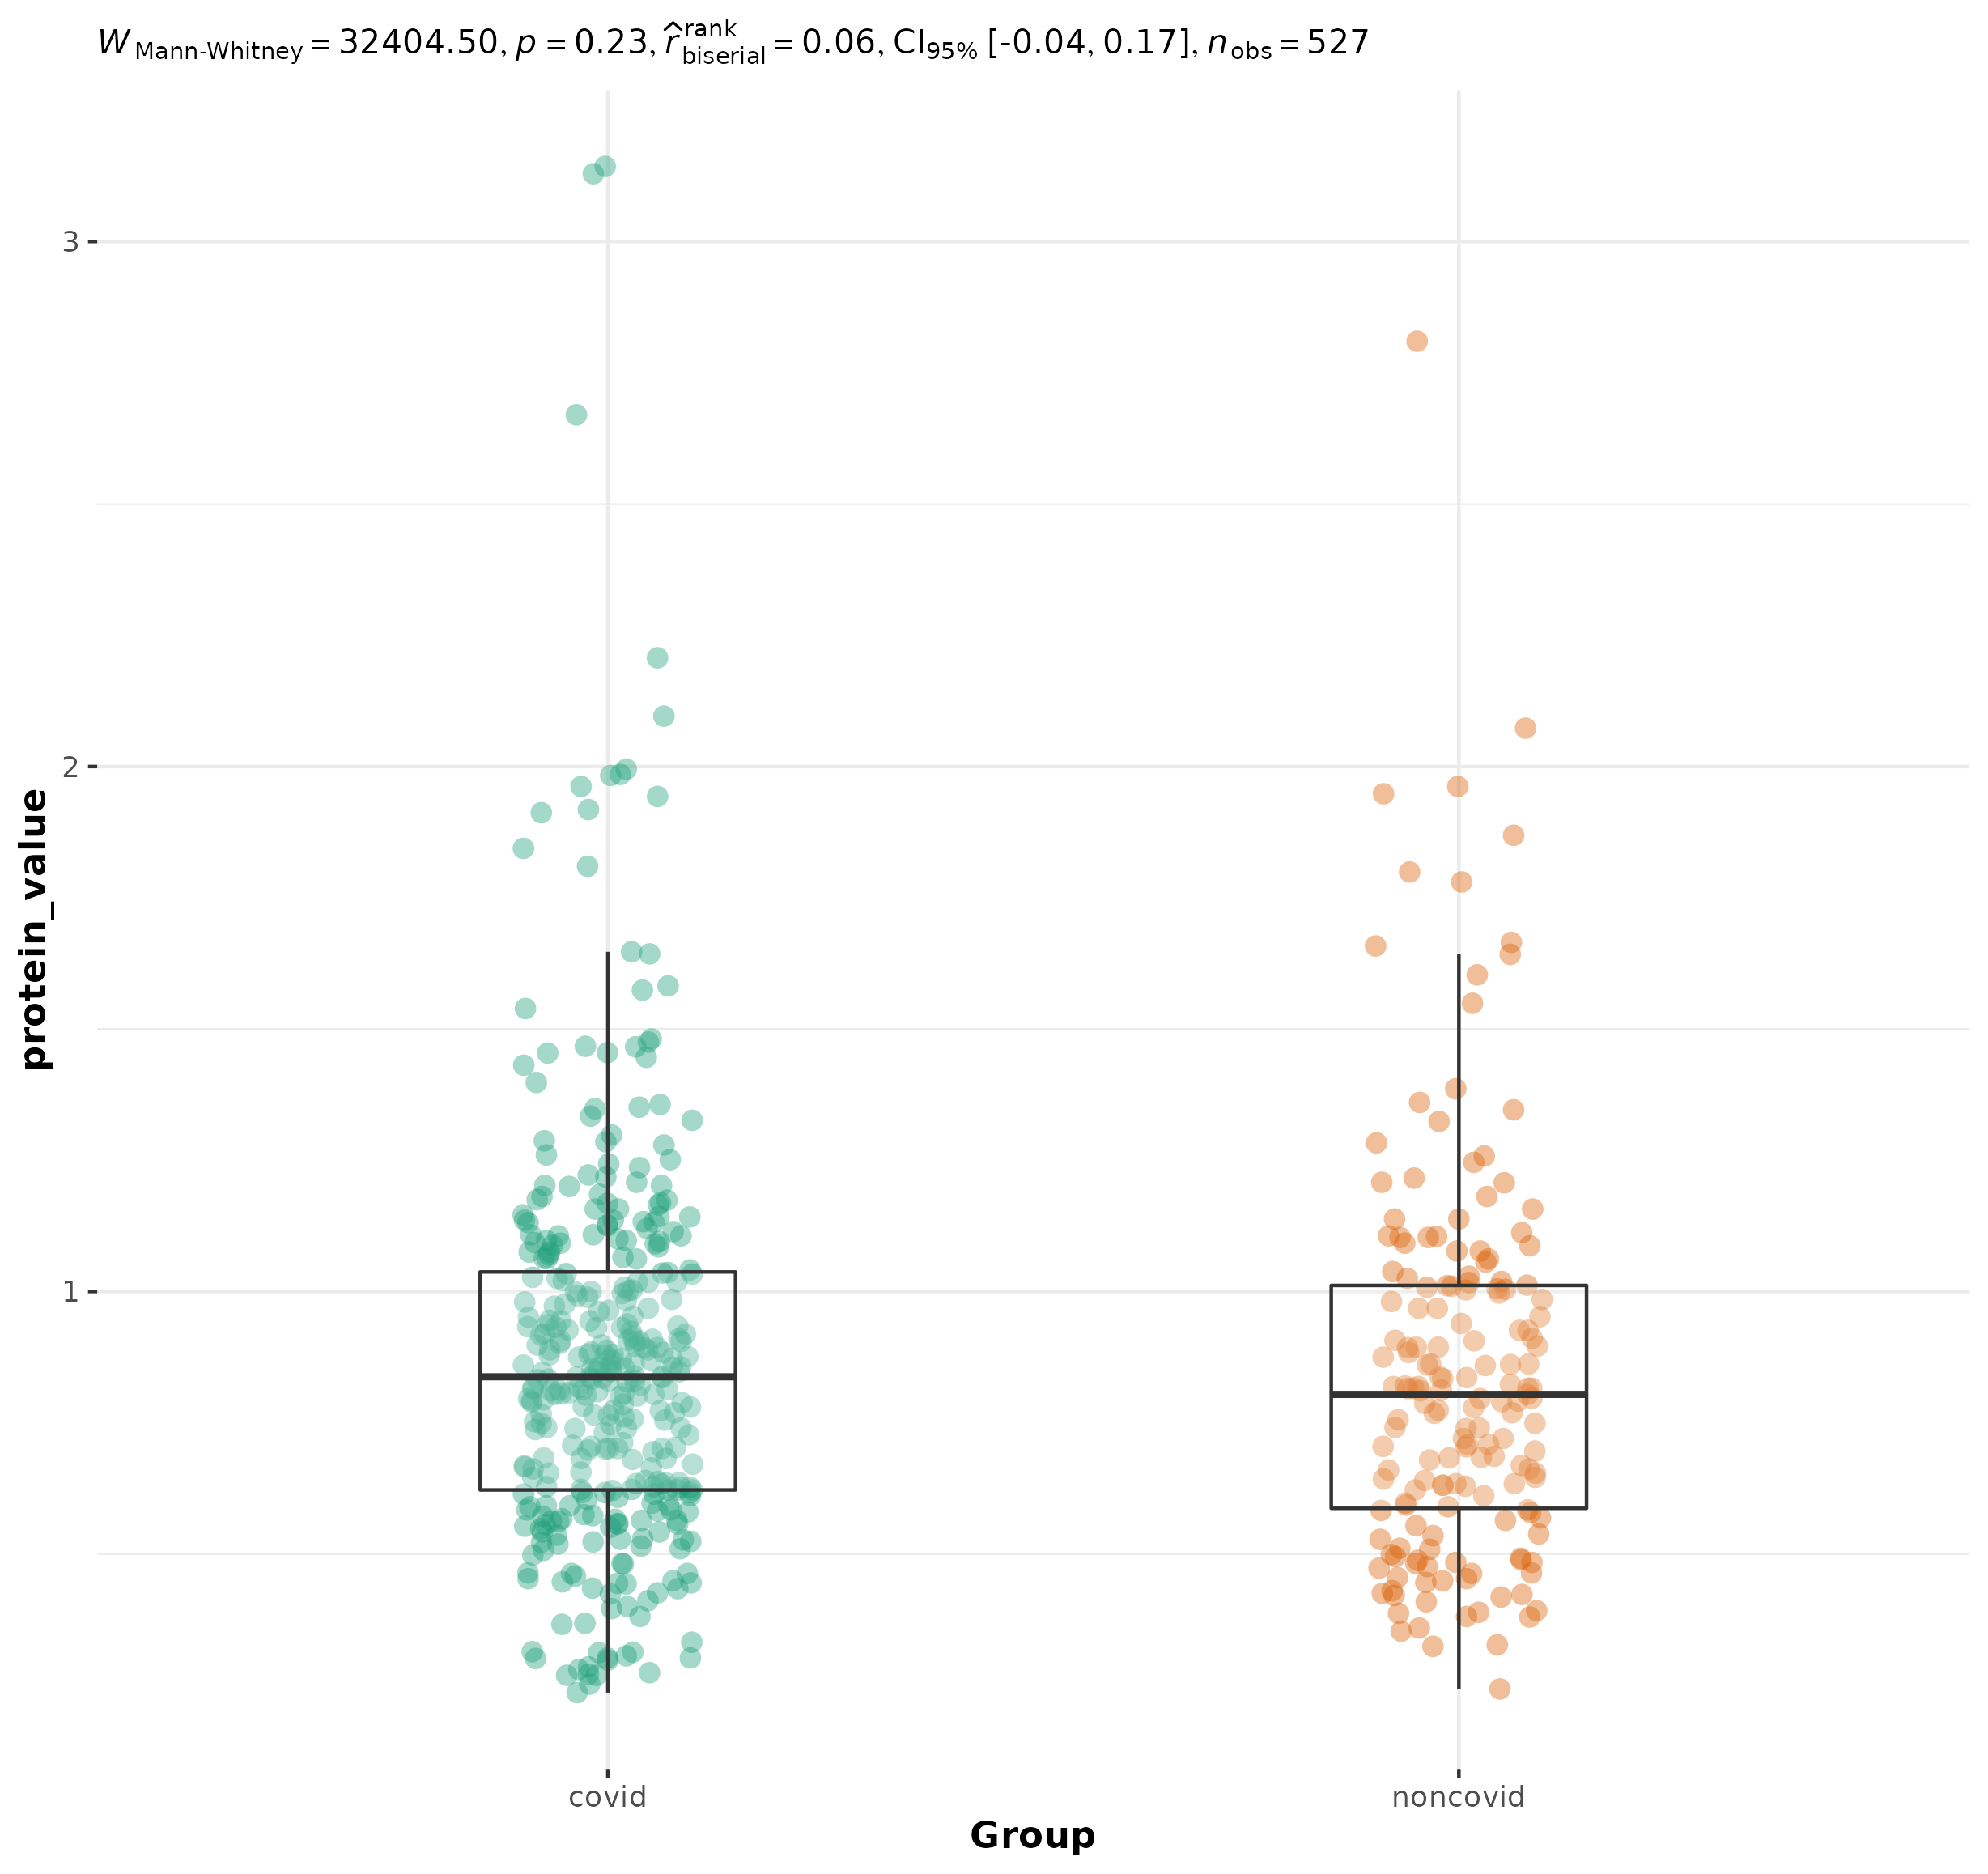 W Mann-Whitney = 32404.50, p = 0.23, r̂ rank biserial = 0.06, CI95% [-0.04, 0.17], n obs = 527
3
2
1
protein_value
covid noncovid
Group